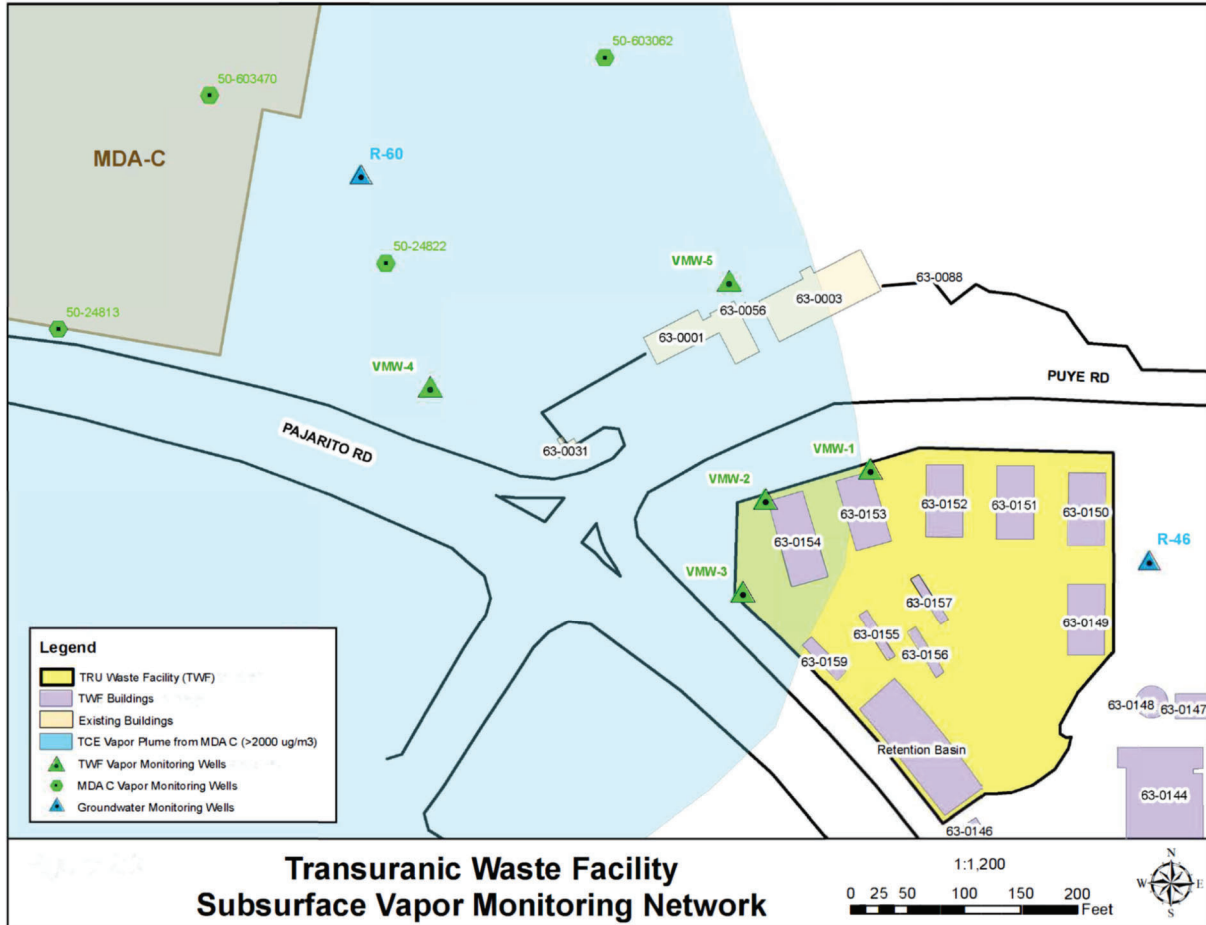 50-603062
50-603470
MDA-C
R-60
50-24822
VMW-5
63-0088
63-0003
63-0056
50-24813
63-0001
VMW-4
PUYE RD
PAJARITO RD
63-0031
VMW-1
VMW-2
63-0153
63-0152
63-0151
63-0150
63-0154
R-46
VMW-3
63-0157
63-0149
63-0155
63-0156
63-0159
63-0148
63-0147
Retention Basin
63-0144
63-0146
Legend
TRU Waste Facility (TWF)
TWF Buildings
Existing Buildings
TCE Vapor Plume from MDA C (>2000 ug/m3)
TWF Vapor Monitoring Wells
MDA C Vapor Monitoring Wells
Groundwater Monitoring Wells
Transuranic Waste Facility
Subsurface Vapor Monitoring Network
1:1,200
0 25 50 100 150 200
Feet
N
W E
S